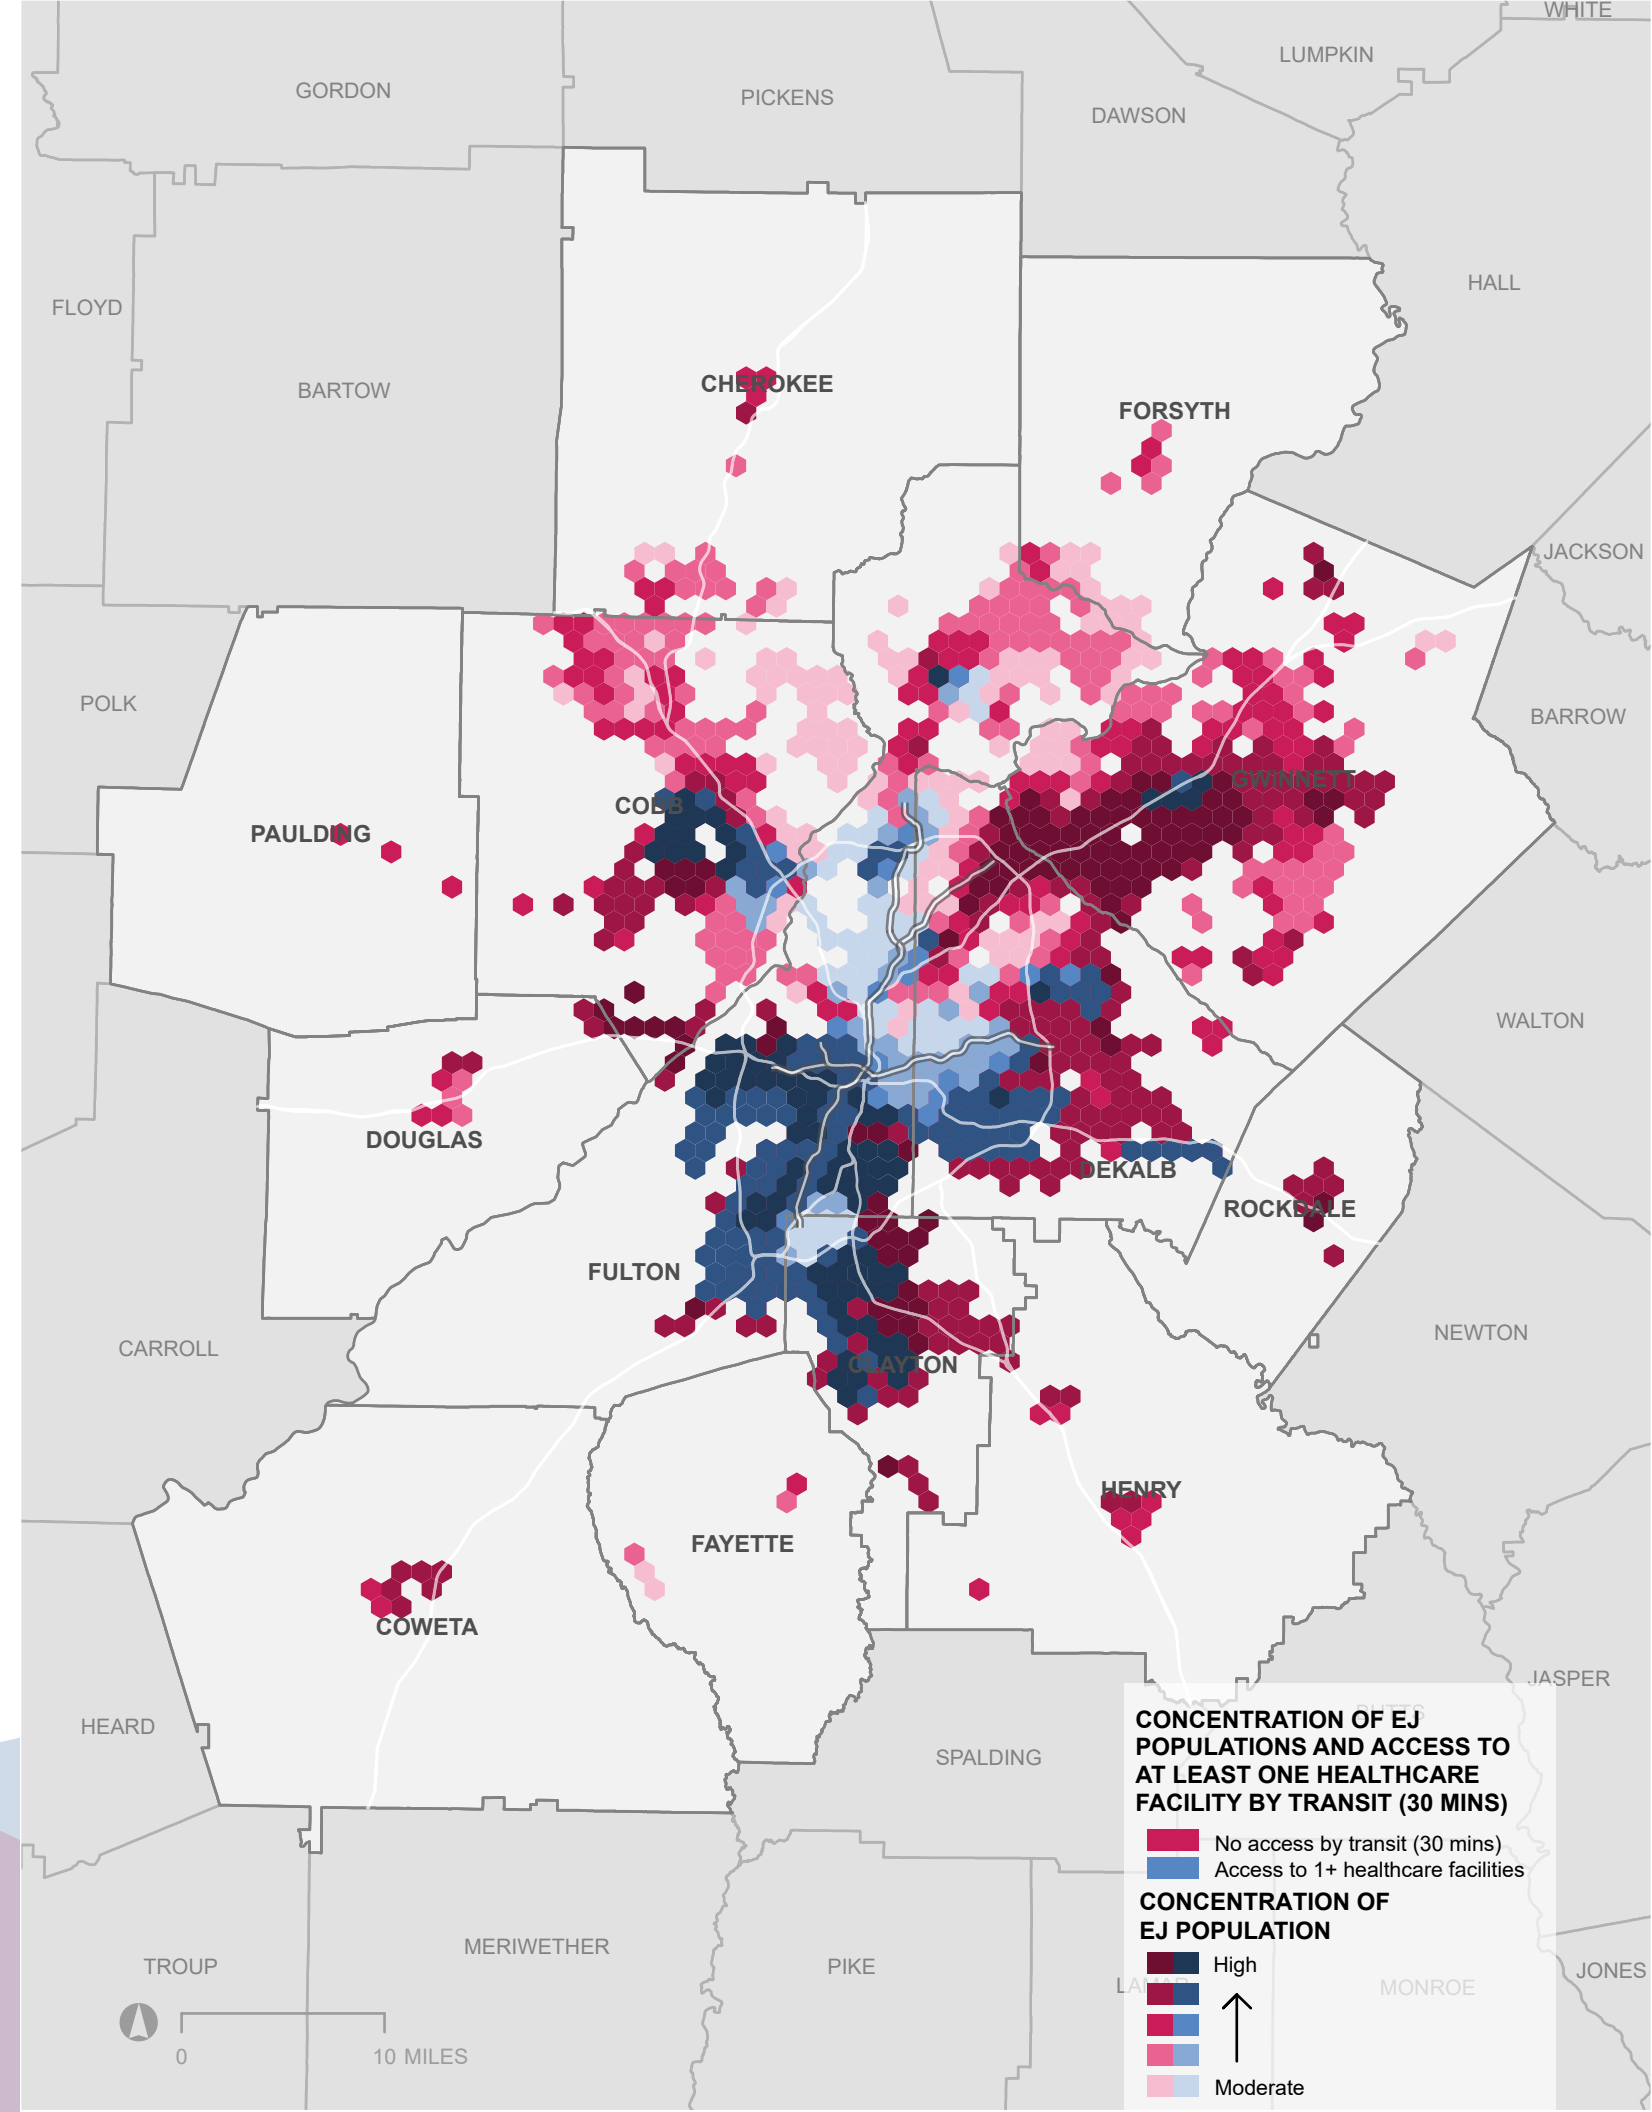 WHITE
LUMPKIN
GORDON
PICKENS
DAWSON
HALL
FLOYD
BARTOW
CHEROKEE
FORSYTH
JACKSON
POLK
BARROW
GWINNETT
COBB
PAULDING
WALTON
DOUGLAS
DEKALB
ROCKDALE
FULTON
NEWTON
CARROLL
CLAYTON
HENRY
FAYETTE
COWETA
JASPER
HEARD
BUTTS
SPALDING
CONCENTRATION OF EJ
POPULATIONS AND ACCESS TO
AT LEAST ONE HEALTHCARE
FACILITY BY TRANSIT (30 MINS)
No access by transit (30 mins)
Access to 1+ healthcare facilities
CONCENTRATION OF
EJ POPULATION
High
Moderate
MERIWETHER
TROUP
PIKE
LAMAR
MONROE
JONES
0 10 MILES